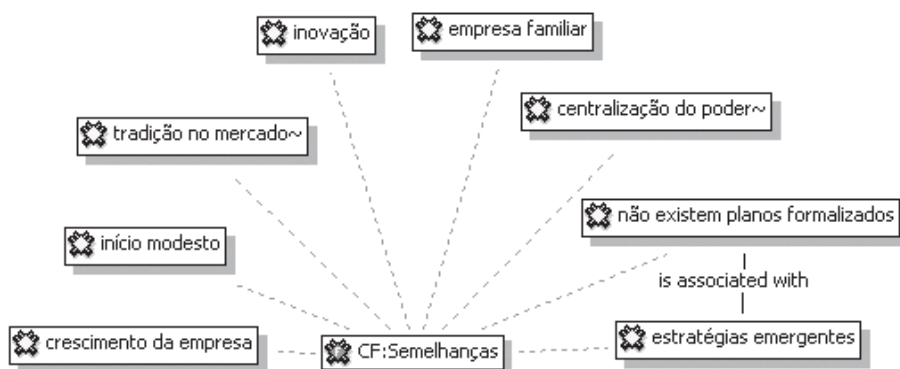 inovação
empresa familiar
centralização do poder~
tradição no mercado~
não existem planos formalizados
início modesto
is associated with
crescimento da empresa
CF:Semelhanças
estratégias emergentes